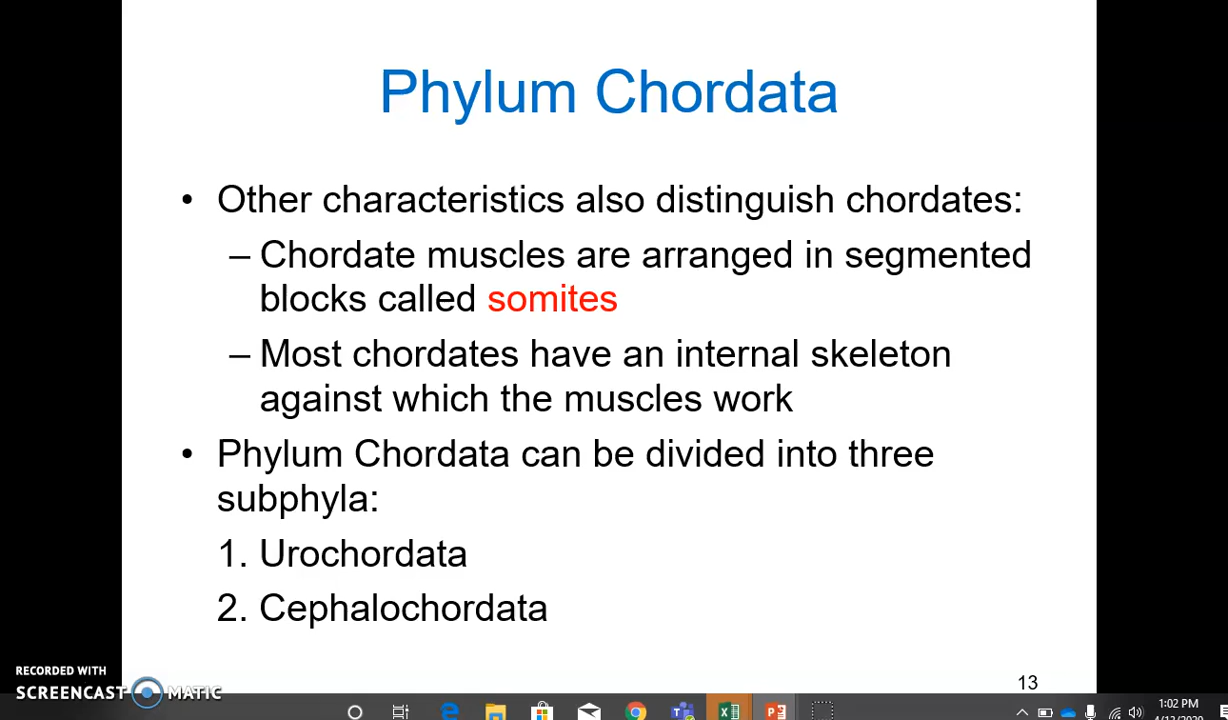 Phylum Chordata
• Other characteristics also distinguish chordates:
– Chordate muscles are arranged in segmented
blocks called somites
– Most chordates have an internal skeleton
against which the muscles work
• Phylum Chordata can be divided into three
subphyla:
1. Urochordata
2. Cephalochordata
13
RECORDED WITH
SCREENCAST MATIC
1:02 PM